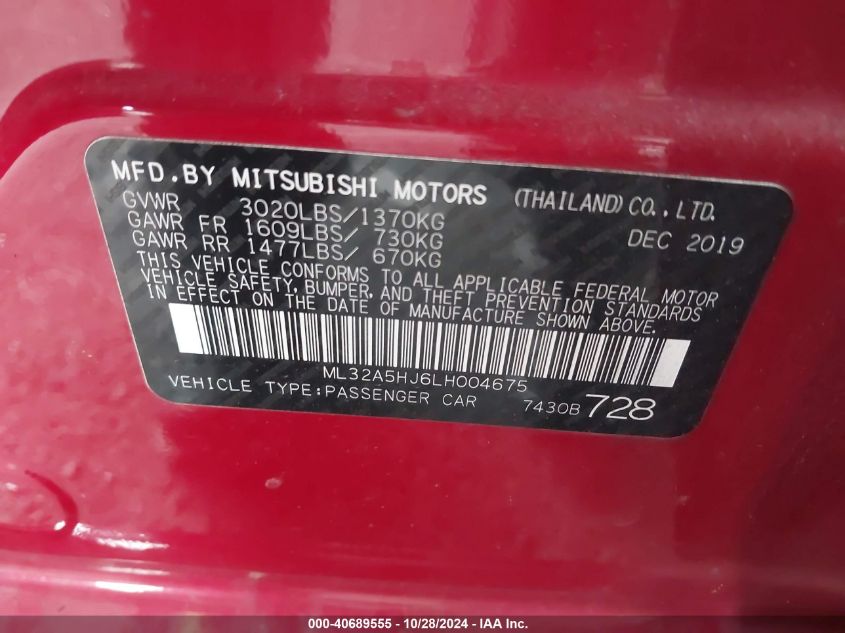 MFD.BY MITSUBISHI MOTORS (THAILAND) CO., LTD.
GVWR 3020LBS/1370KG DEC 2019
GAWR FR 1609LBS/ 730KG
GAWR RR 1477LBS/ 670KG
THIS VEHICLE CONFORMS TO ALL APPLICABLE FEDERAL MOTOR
VEHICLE SAFETY, BUMPER, AND THEFT PREVENTION STANDARDS
IN EFFECT ON THE DATE OF MANUFACTURE SHOWN ABOVE.
ML32A5HJ6LH004675
VEHICLE TYPE:PASSENGER CAR 7430B 728
000-40689555 - 10/28/2024 - IAA Inc.